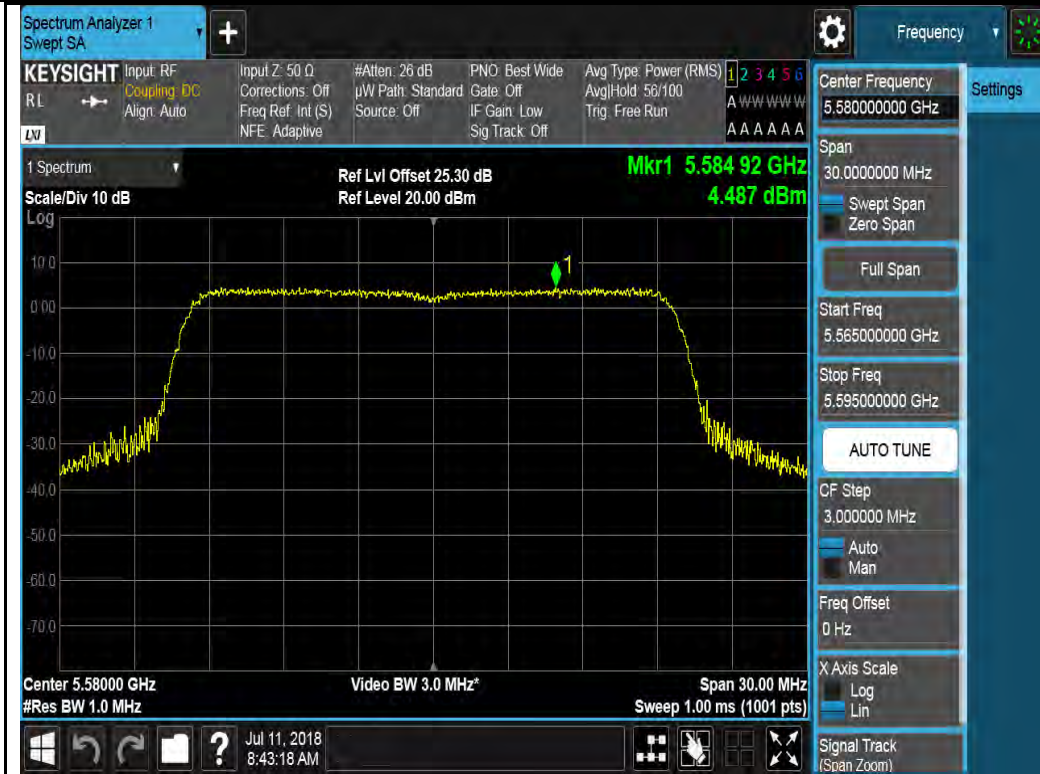 Spectrum Analyzer 1
Swept SA
+
Frequency
KEYSIGHT
RL
LXI
Input: RF
Coupling: DC
Align: Auto
Input Z: 50 Ω
Corrections: Off
Freq Ref: Int (S)
NFE: Adaptive
#Atten: 26 dB
µW Path: Standard
Source: Off
PNO: Best Wide
Gate: Off
IF Gain: Low
Sig Track: Off
Avg Type: Power (RMS)
Avg|Hold: 56/100
Trig: Free Run
1 2 3 4 5 6
A W W W W W
A A A A A A
1 Spectrum
Scale/Div 10 dB
Ref Lvl Offset 25.30 dB
Ref Level 20.00 dBm
Mkr1 5.584 92 GHz
4.487 dBm
Log
10.0
0.00
-10.0
-20.0
-30.0
-40.0
-50.0
-60.0
-70.0
1
Center 5.58000 GHz
#Res BW 1.0 MHz
Video BW 3.0 MHz*
Span 30.00 MHz
Sweep 1.00 ms (1001 pts)
?
Jul 11, 2018
8:43:18 AM
Center Frequency
5.580000000 GHz
Settings
Span
30.0000000 MHz
Swept Span
Zero Span
Full Span
Start Freq
5.565000000 GHz
Stop Freq
5.595000000 GHz
AUTO TUNE
CF Step
3.000000 MHz
Auto
Man
Freq Offset
0 Hz
X Axis Scale
Log
Lin
Signal Track
(Span Zoom)